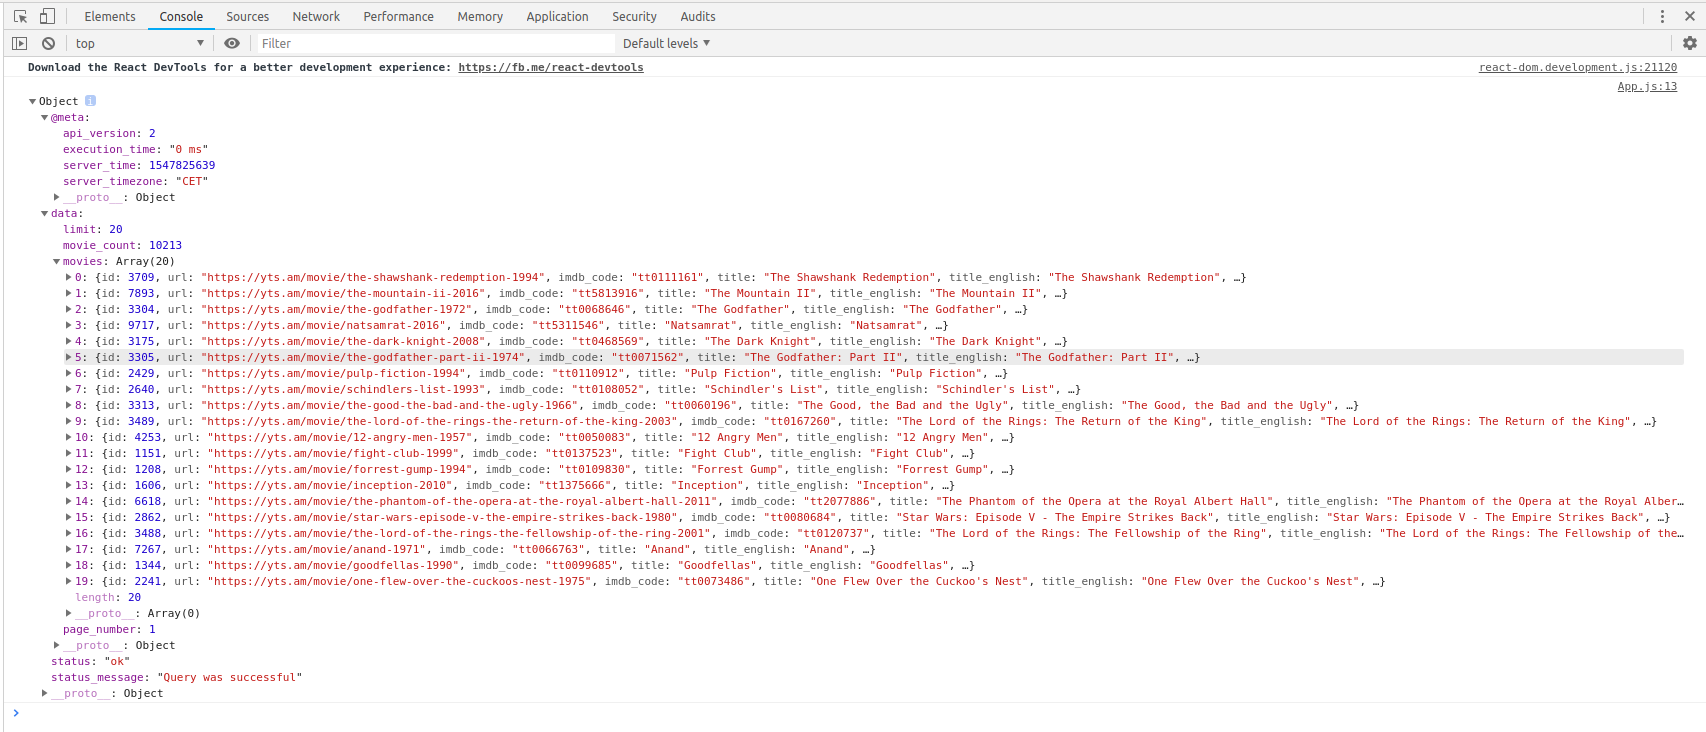 Elements Console Sources Network Performance Memory Application Security Audits
top Filter Default levels
Download the React DevTools for a better development experience: https://fb.me/react-devtools react-dom.development.js:21120
App.js:13
Object i
@meta:
api_version: 2
execution_time: "0 ms"
server_time: 1547825639
server_timezone: "CET"
__proto__: Object
data:
limit: 20
movie_count: 10213
movies: Array(20)
0: {id: 3709, url: "https://yts.am/movie/the-shawshank-redemption-1994", imdb_code: "tt0111161", title: "The Shawshank Redemption", title_english: "The Shawshank Redemption", …}
1: {id: 7893, url: "https://yts.am/movie/the-mountain-ii-2016", imdb_code: "tt5813916", title: "The Mountain II", title_english: "The Mountain II", …}
2: {id: 3304, url: "https://yts.am/movie/the-godfather-1972", imdb_code: "tt0068646", title: "The Godfather", title_english: "The Godfather", …}
3: {id: 9717, url: "https://yts.am/movie/natsamrat-2016", imdb_code: "tt5311546", title: "Natsamrat", title_english: "Natsamrat", …}
4: {id: 3175, url: "https://yts.am/movie/the-dark-knight-2008", imdb_code: "tt0468569", title: "The Dark Knight", title_english: "The Dark Knight", …}
5: {id: 3305, url: "https://yts.am/movie/the-godfather-part-ii-1974", imdb_code: "tt0071562", title: "The Godfather: Part II", title_english: "The Godfather: Part II", …}
6: {id: 2429, url: "https://yts.am/movie/pulp-fiction-1994", imdb_code: "tt0110912", title: "Pulp Fiction", title_english: "Pulp Fiction", …}
7: {id: 2640, url: "https://yts.am/movie/schindlers-list-1993", imdb_code: "tt0108052", title: "Schindler's List", title_english: "Schindler's List", …}
8: {id: 3313, url: "https://yts.am/movie/the-good-the-bad-and-the-ugly-1966", imdb_code: "tt0060196", title: "The Good, the Bad and the Ugly", title_english: "The Good, the Bad and the Ugly", …}
9: {id: 3489, url: "https://yts.am/movie/the-lord-of-the-rings-the-return-of-the-king-2003", imdb_code: "tt0167260", title: "The Lord of the Rings: The Return of the King", title_english: "The Lord of the Rings: The Return of the King", …}
10: {id: 4253, url: "https://yts.am/movie/12-angry-men-1957", imdb_code: "tt0050083", title: "12 Angry Men", title_english: "12 Angry Men", …}
11: {id: 1151, url: "https://yts.am/movie/fight-club-1999", imdb_code: "tt0137523", title: "Fight Club", title_english: "Fight Club", …}
12: {id: 1208, url: "https://yts.am/movie/forrest-gump-1994", imdb_code: "tt0109830", title: "Forrest Gump", title_english: "Forrest Gump", …}
13: {id: 1606, url: "https://yts.am/movie/inception-2010", imdb_code: "tt1375666", title: "Inception", title_english: "Inception", …}
14: {id: 6618, url: "https://yts.am/movie/the-phantom-of-the-opera-at-the-royal-albert-hall-2011", imdb_code: "tt2077886", title: "The Phantom of the Opera at the Royal Albert Hall", title_english: "The Phantom of the Opera at the Royal Alber…
15: {id: 2862, url: "https://yts.am/movie/star-wars-episode-v-the-empire-strikes-back-1980", imdb_code: "tt0080684", title: "Star Wars: Episode V - The Empire Strikes Back", title_english: "Star Wars: Episode V - The Empire Strikes Back", …}
16: {id: 3488, url: "https://yts.am/movie/the-lord-of-the-rings-the-fellowship-of-the-ring-2001", imdb_code: "tt0120737", title: "The Lord of the Rings: The Fellowship of the Ring", title_english: "The Lord of the Rings: The Fellowship of the…
17: {id: 7267, url: "https://yts.am/movie/anand-1971", imdb_code: "tt0066763", title: "Anand", title_english: "Anand", …}
18: {id: 1344, url: "https://yts.am/movie/goodfellas-1990", imdb_code: "tt0099685", title: "Goodfellas", title_english: "Goodfellas", …}
19: {id: 2241, url: "https://yts.am/movie/one-flew-over-the-cuckoos-nest-1975", imdb_code: "tt0073486", title: "One Flew Over the Cuckoo's Nest", title_english: "One Flew Over the Cuckoo's Nest", …}
length: 20
__proto__: Array(0)
page_number: 1
__proto__: Object
status: "ok"
status_message: "Query was successful"
__proto__: Object